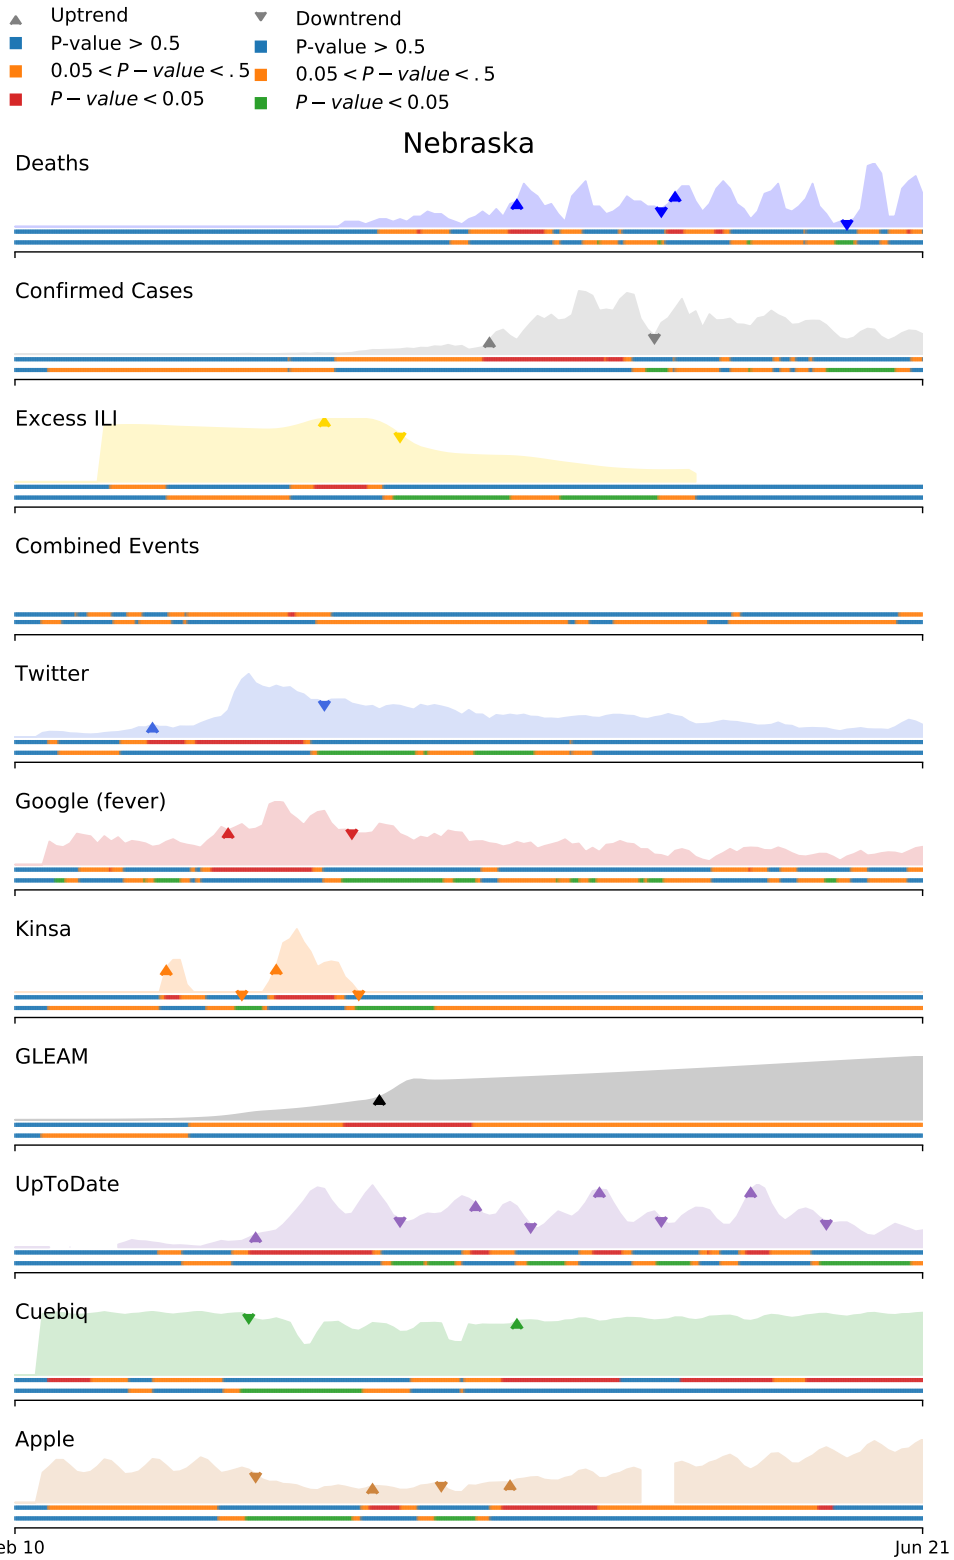 Uptrend
P-value > 0.5
0.05 < P − value < .5
P − value < 0.05
Downtrend
P-value > 0.5
0.05 < P − value < .5
P − value < 0.05
Nebraska
Deaths
Confirmed Cases
Excess ILI
Combined Events
Twitter
Google (fever)
Kinsa
GLEAM
UpToDate
Cuebiq
Apple
eb 10
Jun 21